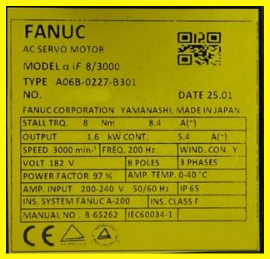 FANUC
AC SERVO MOTOR
MODEL α iF 8/3000
TYPE A06B-0227-B301
NO. DATE 25.01
FANUC CORPORATION YAMANASHI, MADE IN JAPAN
STALL TRQ. 8 Nm 8.4 A(~)
OUTPUT 1.6 kW CONT. 5.4 A(~)
SPEED 3000 min⁻¹ FREQ. 200 Hz WIND. CON. Y
VOLT 182 V 8 POLES 3 PHASES
POWER FACTOR 97 % AMP. TEMP. 0-40 °C
AMP. INPUT 200-240 V 50/60 Hz IP 65
INS. SYSTEM FANUC A-200 INS. CLASS F
MANUAL NO. B-65262 IEC60034-1
CE